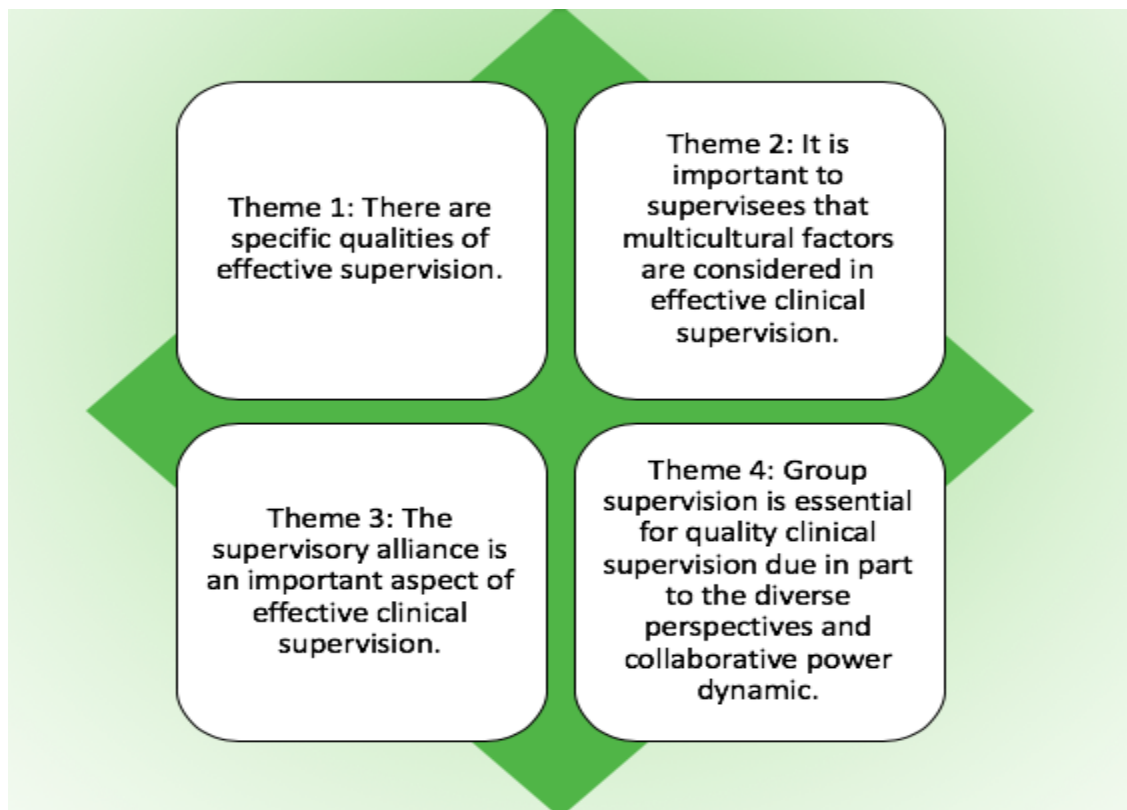 Theme 1: There are
specific qualities of
effective supervision.
Theme 2: It is
important to
supervisees that
multicultural factors
are considered in
effective clinical
supervision.
Theme 3: The
supervisory alliance is
an important aspect of
effective clinical
supervision.
Theme 4: Group
supervision is essential
for quality clinical
supervision due in part
to the diverse
perspectives and
collaborative power
dynamic.